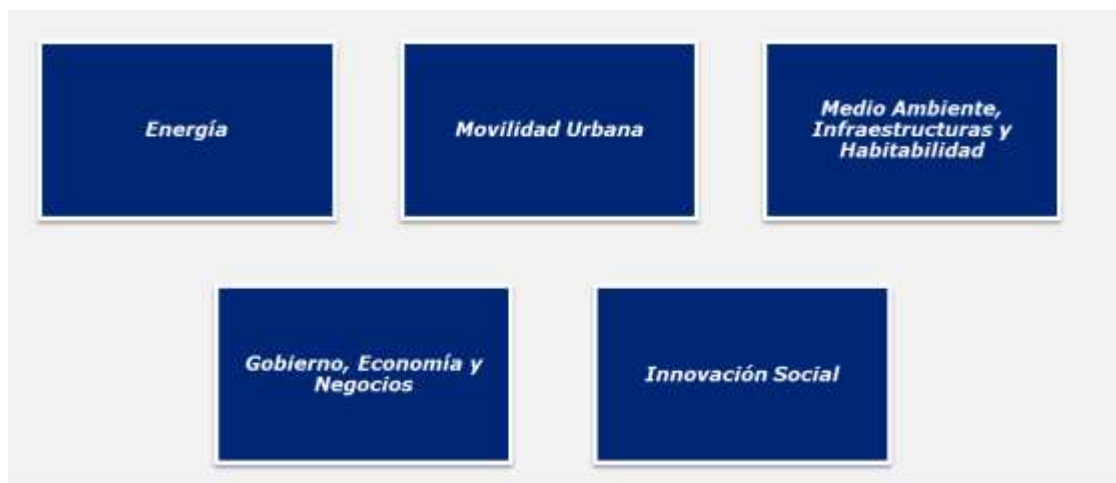 Energía
Movilidad Urbana
Medio Ambiente,
Infraestructuras y
Habitabilidad
Gobierno, Economía y
Negocios
Innovación Social